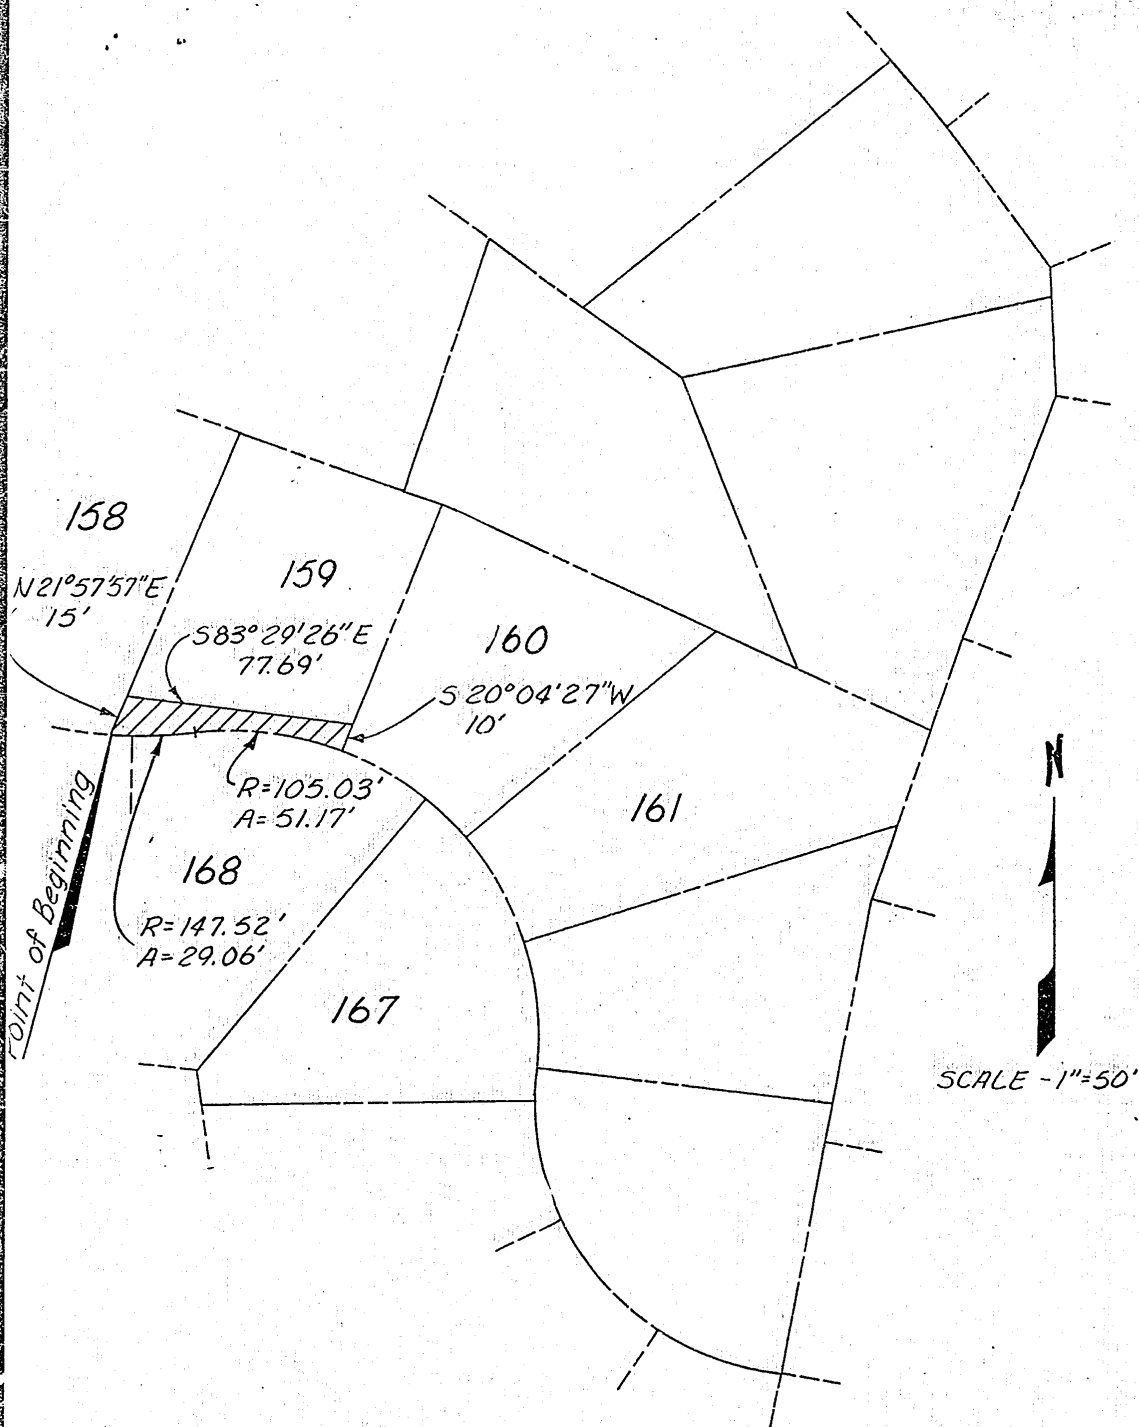 158
N21°57'57"E
15'
159
S83°29'26"E
77.69'
160
S20°04'27"W
10'
R=105.03'
A=51.17'
161
N
168
R=147.52'
A=29.06'
Point of Beginning
167
SCALE -1"=50'